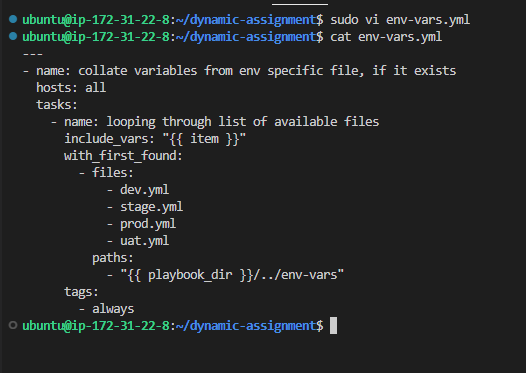 ubuntu@ip-172-31-22-8:~/dynamic-assignment$ sudo vi env-vars.yml
ubuntu@ip-172-31-22-8:~/dynamic-assignment$ cat env-vars.yml
---
- name: collate variables from env specific file, if it exists
  hosts: all
  tasks:
    - name: looping through list of available files
      include_vars: "{{ item }}"
      with_first_found:
        - files:
            - dev.yml
            - stage.yml
            - prod.yml
            - uat.yml
          paths:
            - "{{ playbook_dir }}/../env-vars"
      tags:
        - always
ubuntu@ip-172-31-22-8:~/dynamic-assignment$